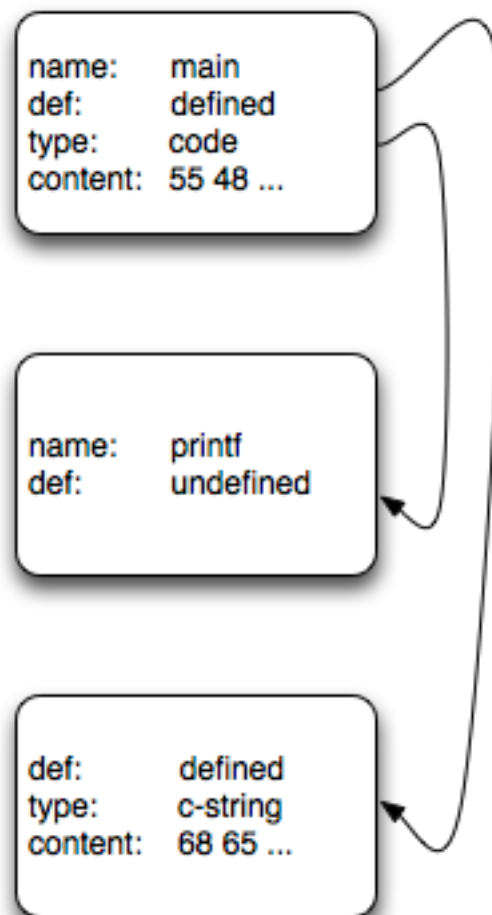 name: main
def: defined
type: code
content: 55 48 ...
name: printf
def: undefined
def: defined
type: c-string
content: 68 65 ...